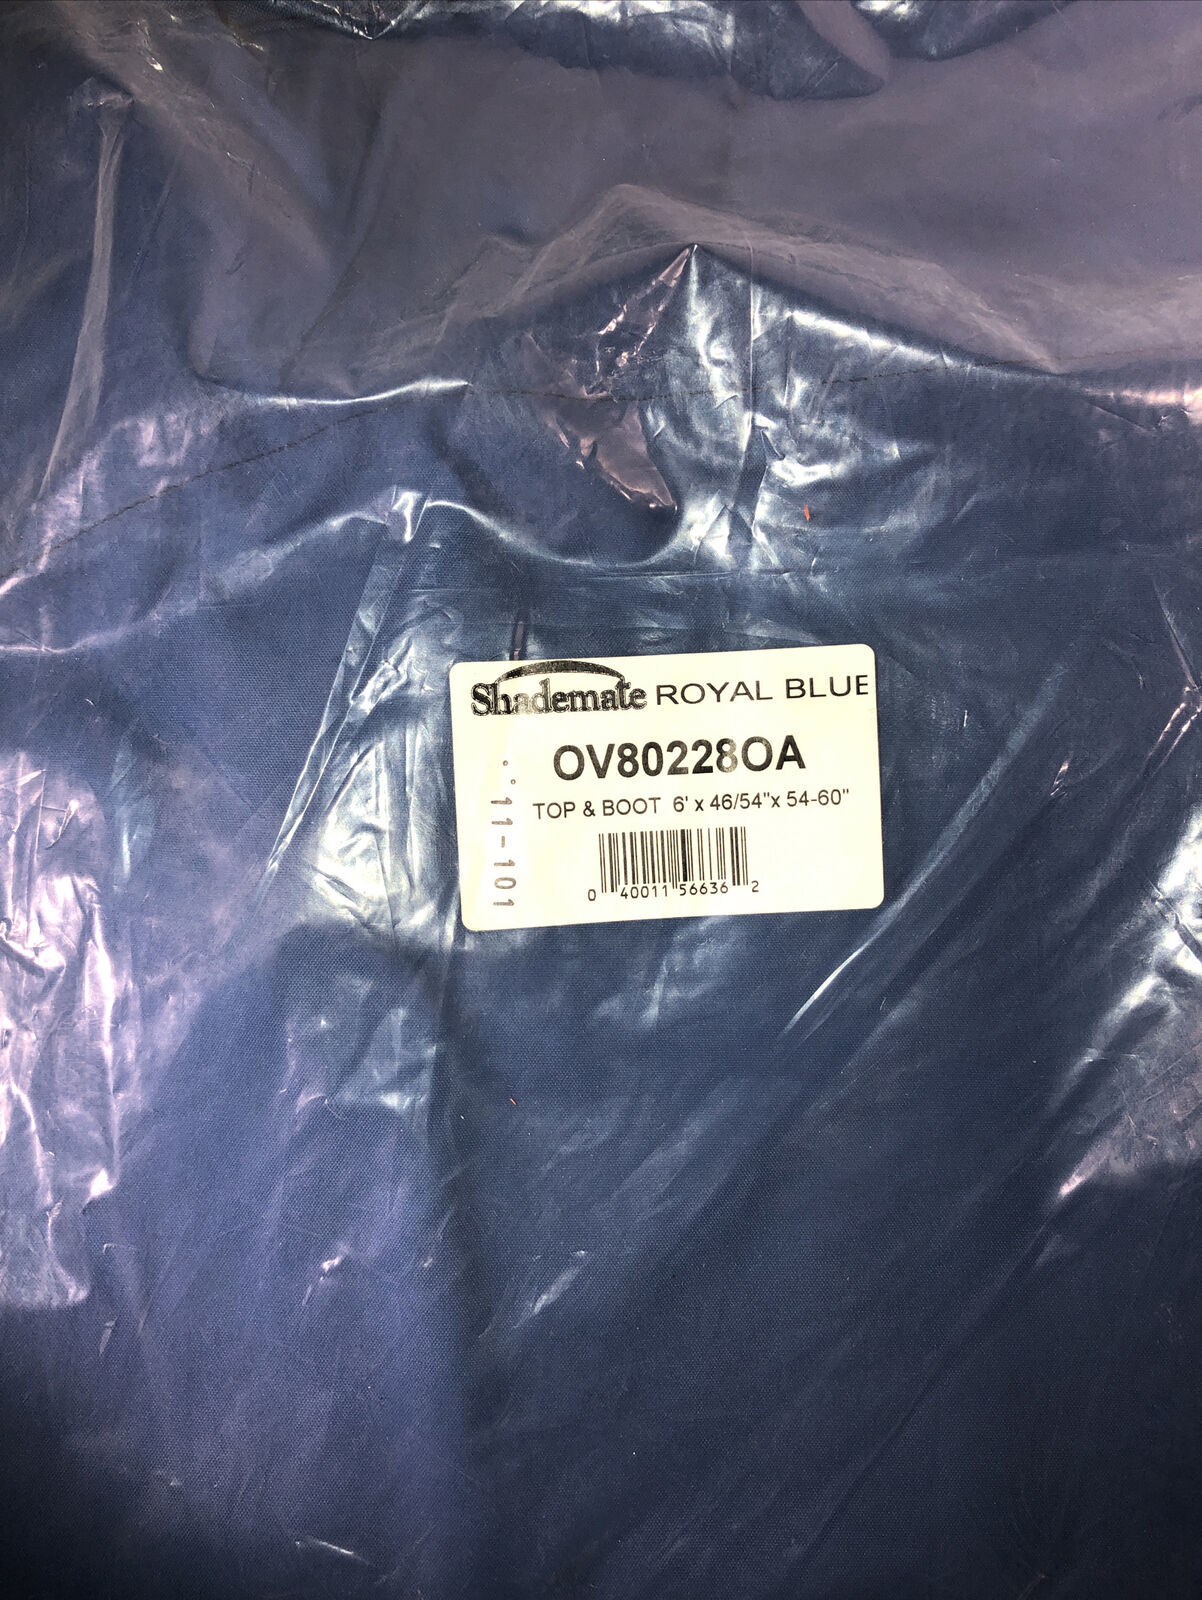 Shademate ROYAL BLUE
OV80228OA
TOP & BOOT 6' x 46/54" x 54-60"
0 40011 56636 2
11-101